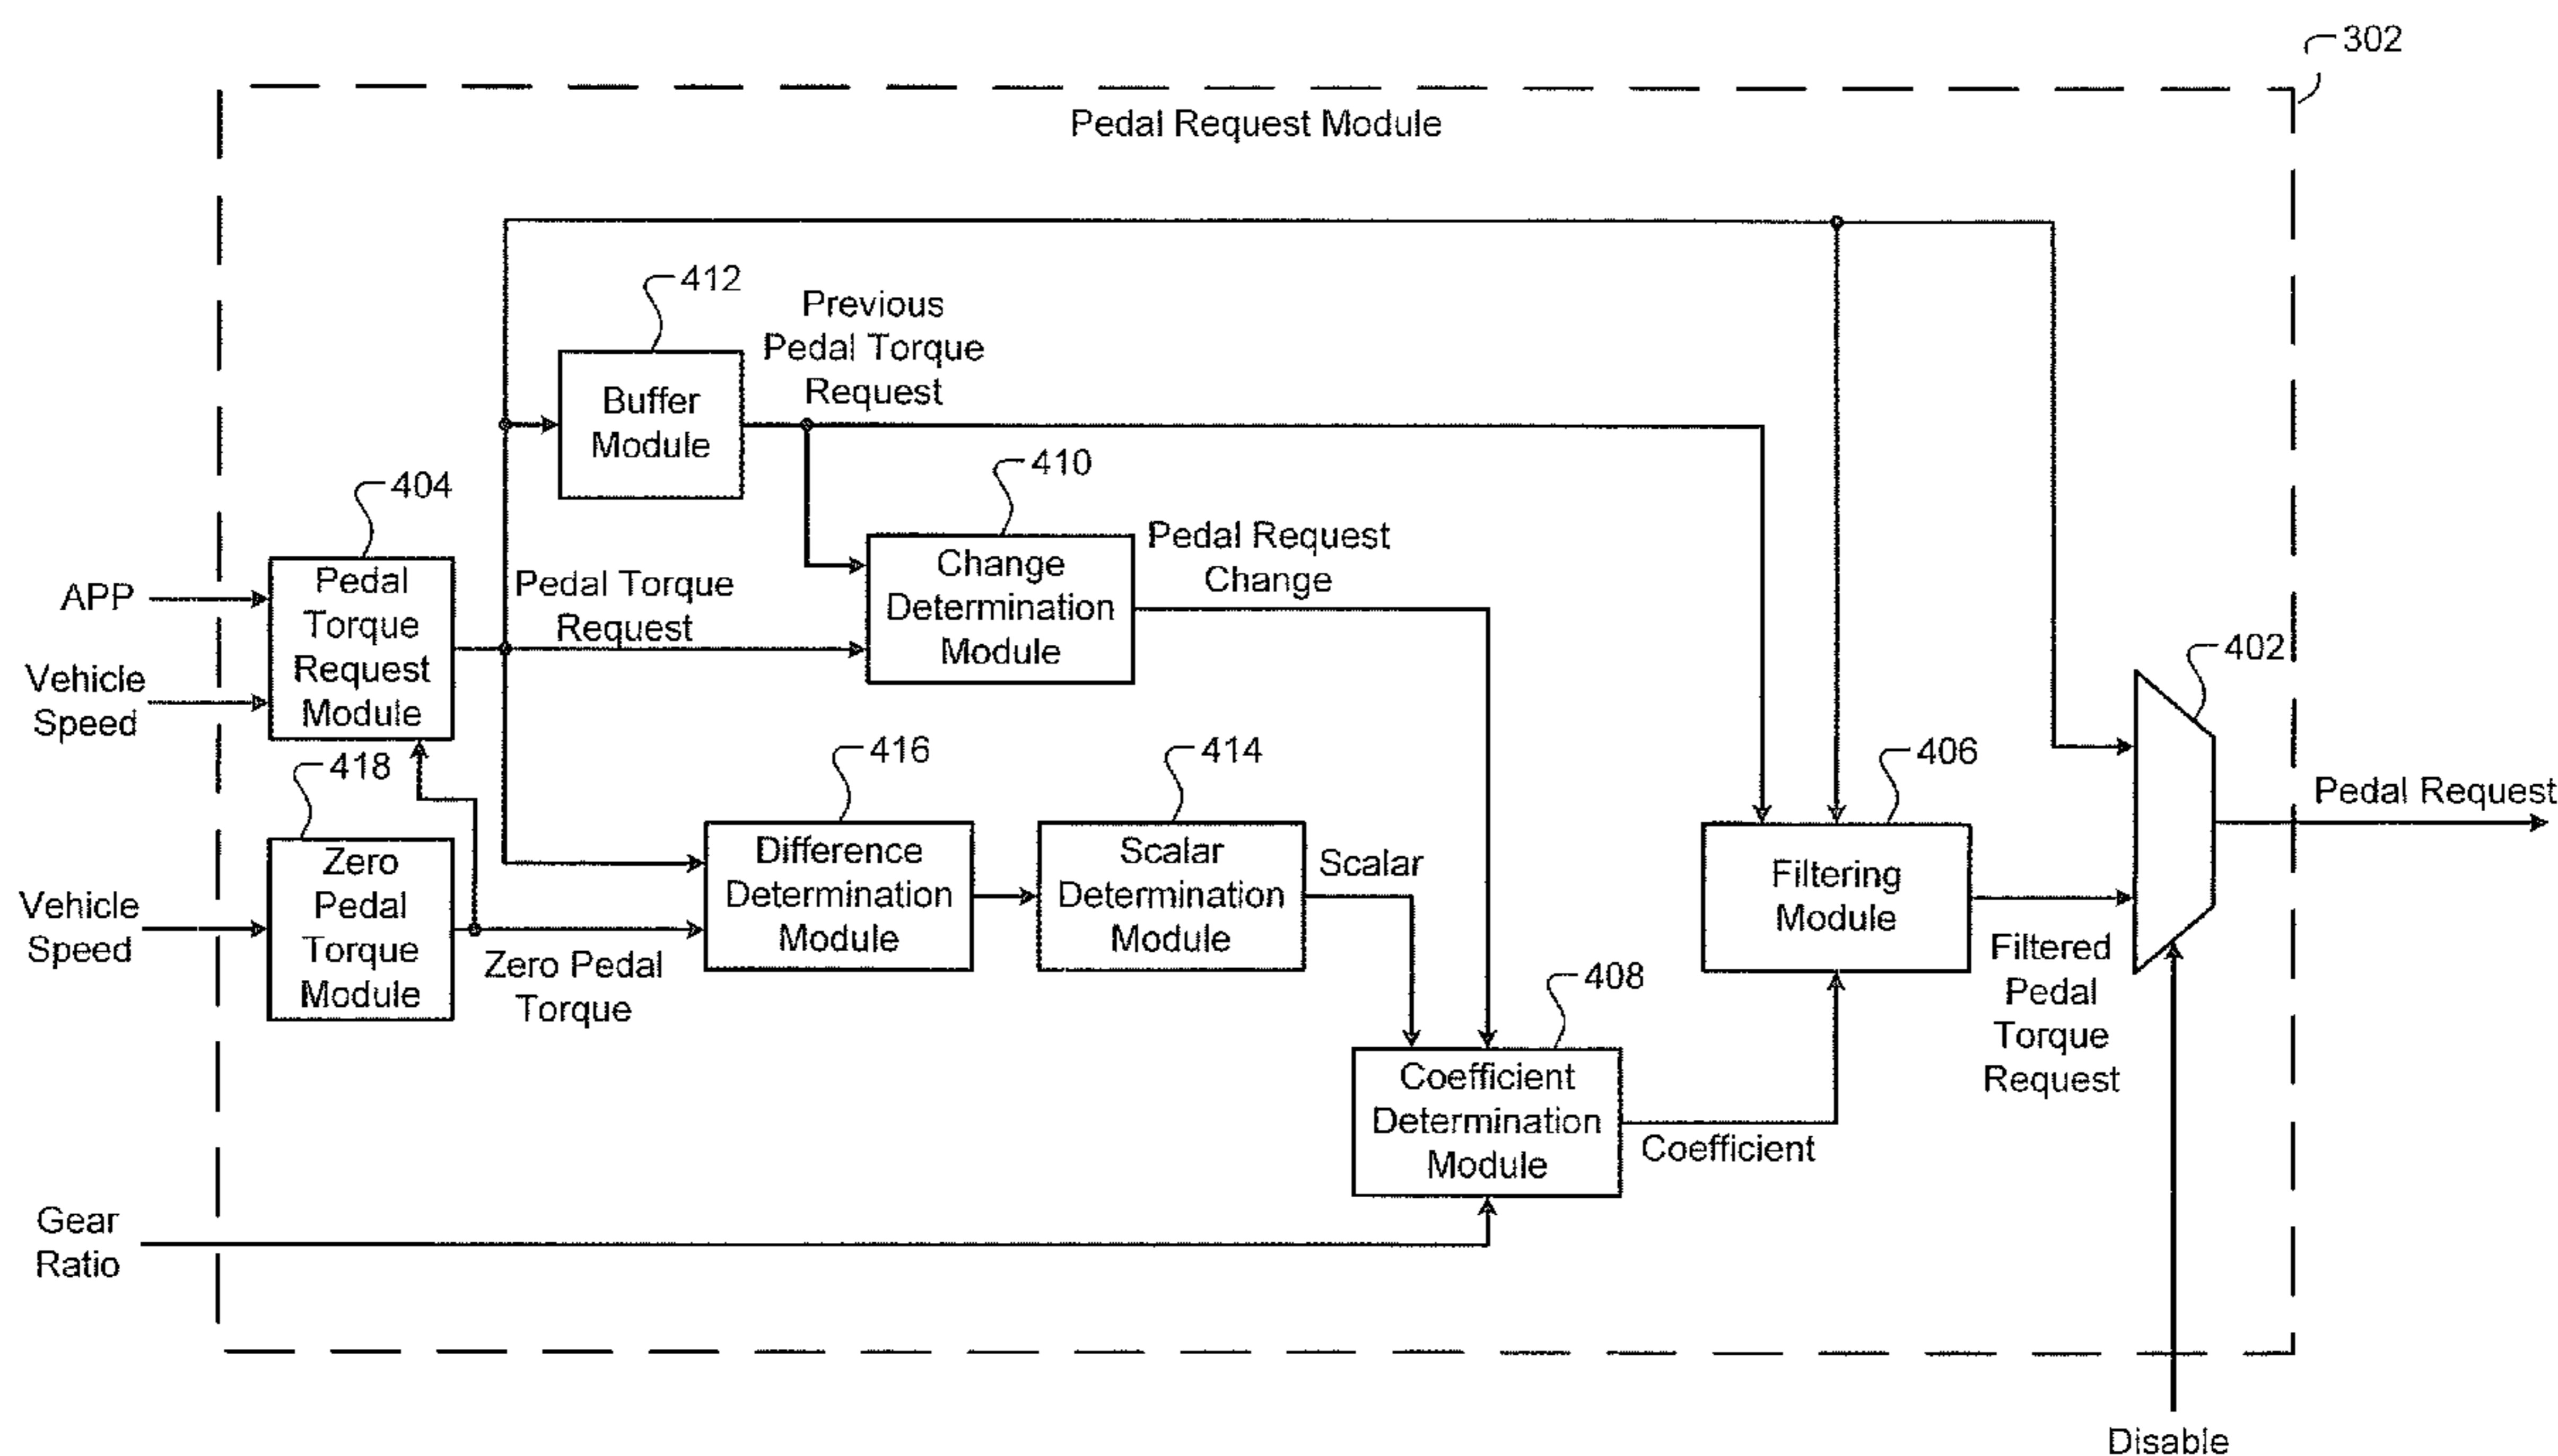 302
Pedal Request Module
412
Previous
Pedal Torque
Request
Buffer
Module
410
404
Change
Determination
Module
Pedal Request
Change
APP
Vehicle
Speed
Pedal
Torque
Request
Module
Pedal Torque
Request
402
418
416
414
406
Pedal Request
Vehicle
Speed
Zero
Pedal
Torque
Module
Zero Pedal
Torque
Difference
Determination
Module
Scalar
Determination
Module
Scalar
Filtering
Module
Filtered
Pedal
Torque
Request
408
Coefficient
Determination
Module
Coefficient
Gear
Ratio
Disable